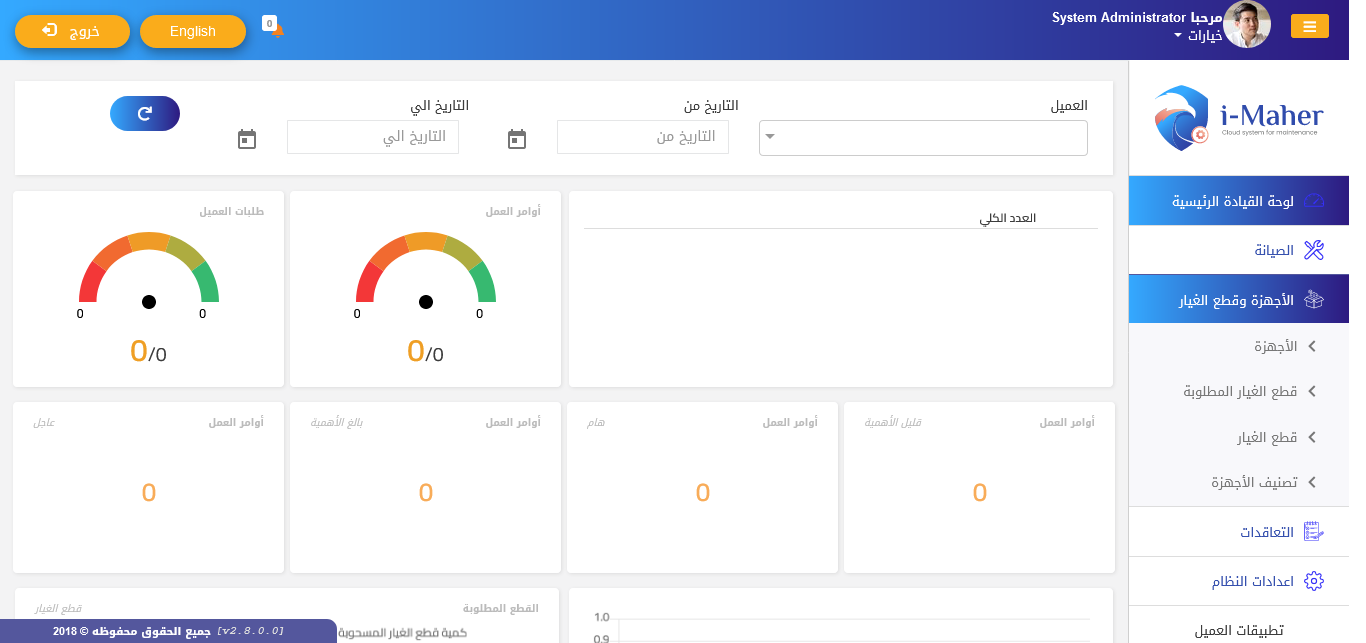 مرحبا System Administrator
خيارات
0
English
خروج
i-Maher
Cloud system for maintenance
لوحة القيادة الرئيسية
الصيانة
الأجهزة وقطع الغيار
الأجهزة
قطع الغيار المطلوبة
قطع الغيار
تصنيف الأجهزة
التعاقدات
اعدادات النظام
تطبيقات العميل
العميل
التاريخ من
التاريخ الي
التاريخ من
التاريخ الي
العدد الكلي
أوامر العمل
0
0
0/0
طلبات العميل
0
0
0/0
أوامر العمل
قليل الأهمية
0
أوامر العمل
هام
0
أوامر العمل
بالغ الأهمية
0
أوامر العمل
عاجل
0
1.0
0.9
القطع المطلوبة
قطع الغيار
كمية قطع الغيار المسحوبة
جميع الحقوق محفوظه © 2018 [v2.8.0.0]